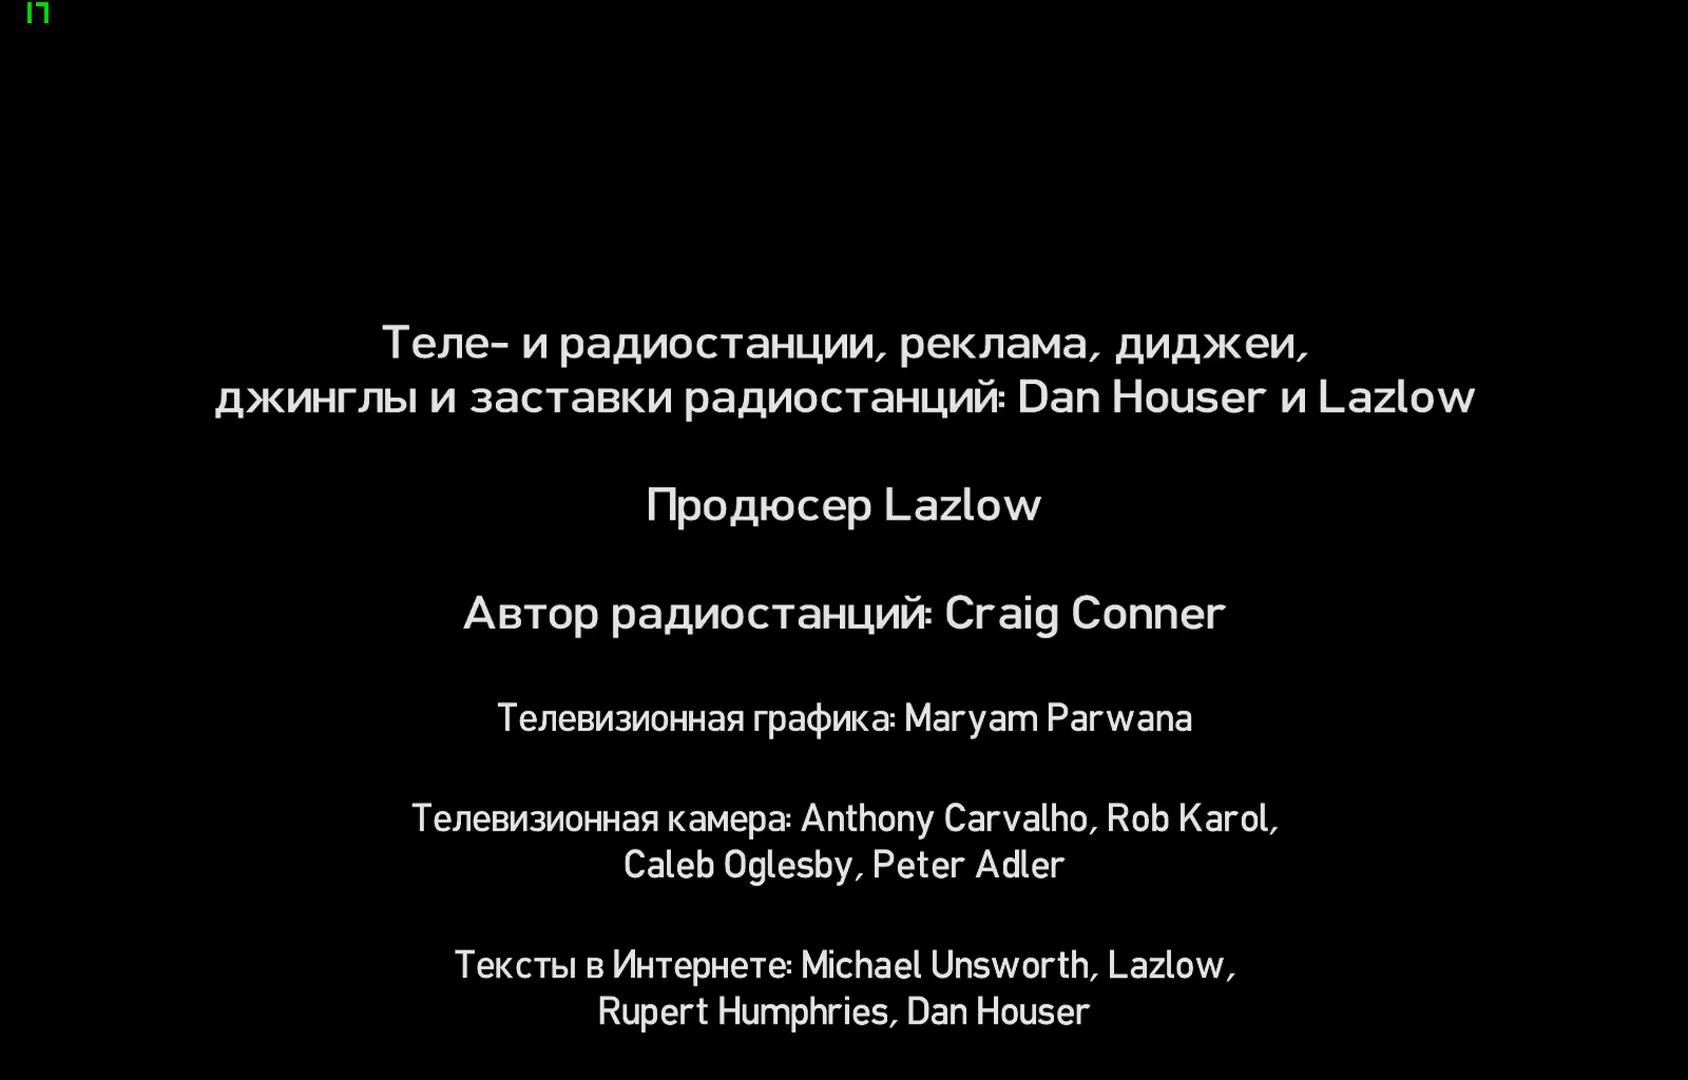 17
Теле- и радиостанции, реклама, диджеи,
джинглы и заставки радиостанций: Dan Houser и Lazlow
Продюсер Lazlow
Автор радиостанций: Craig Conner
Телевизионная графика: Maryam Parwana
Телевизионная камера: Anthony Carvalho, Rob Karol,
Caleb Oglesby, Peter Adler
Тексты в Интернете: Michael Unsworth, Lazlow,
Rupert Humphries, Dan Houser